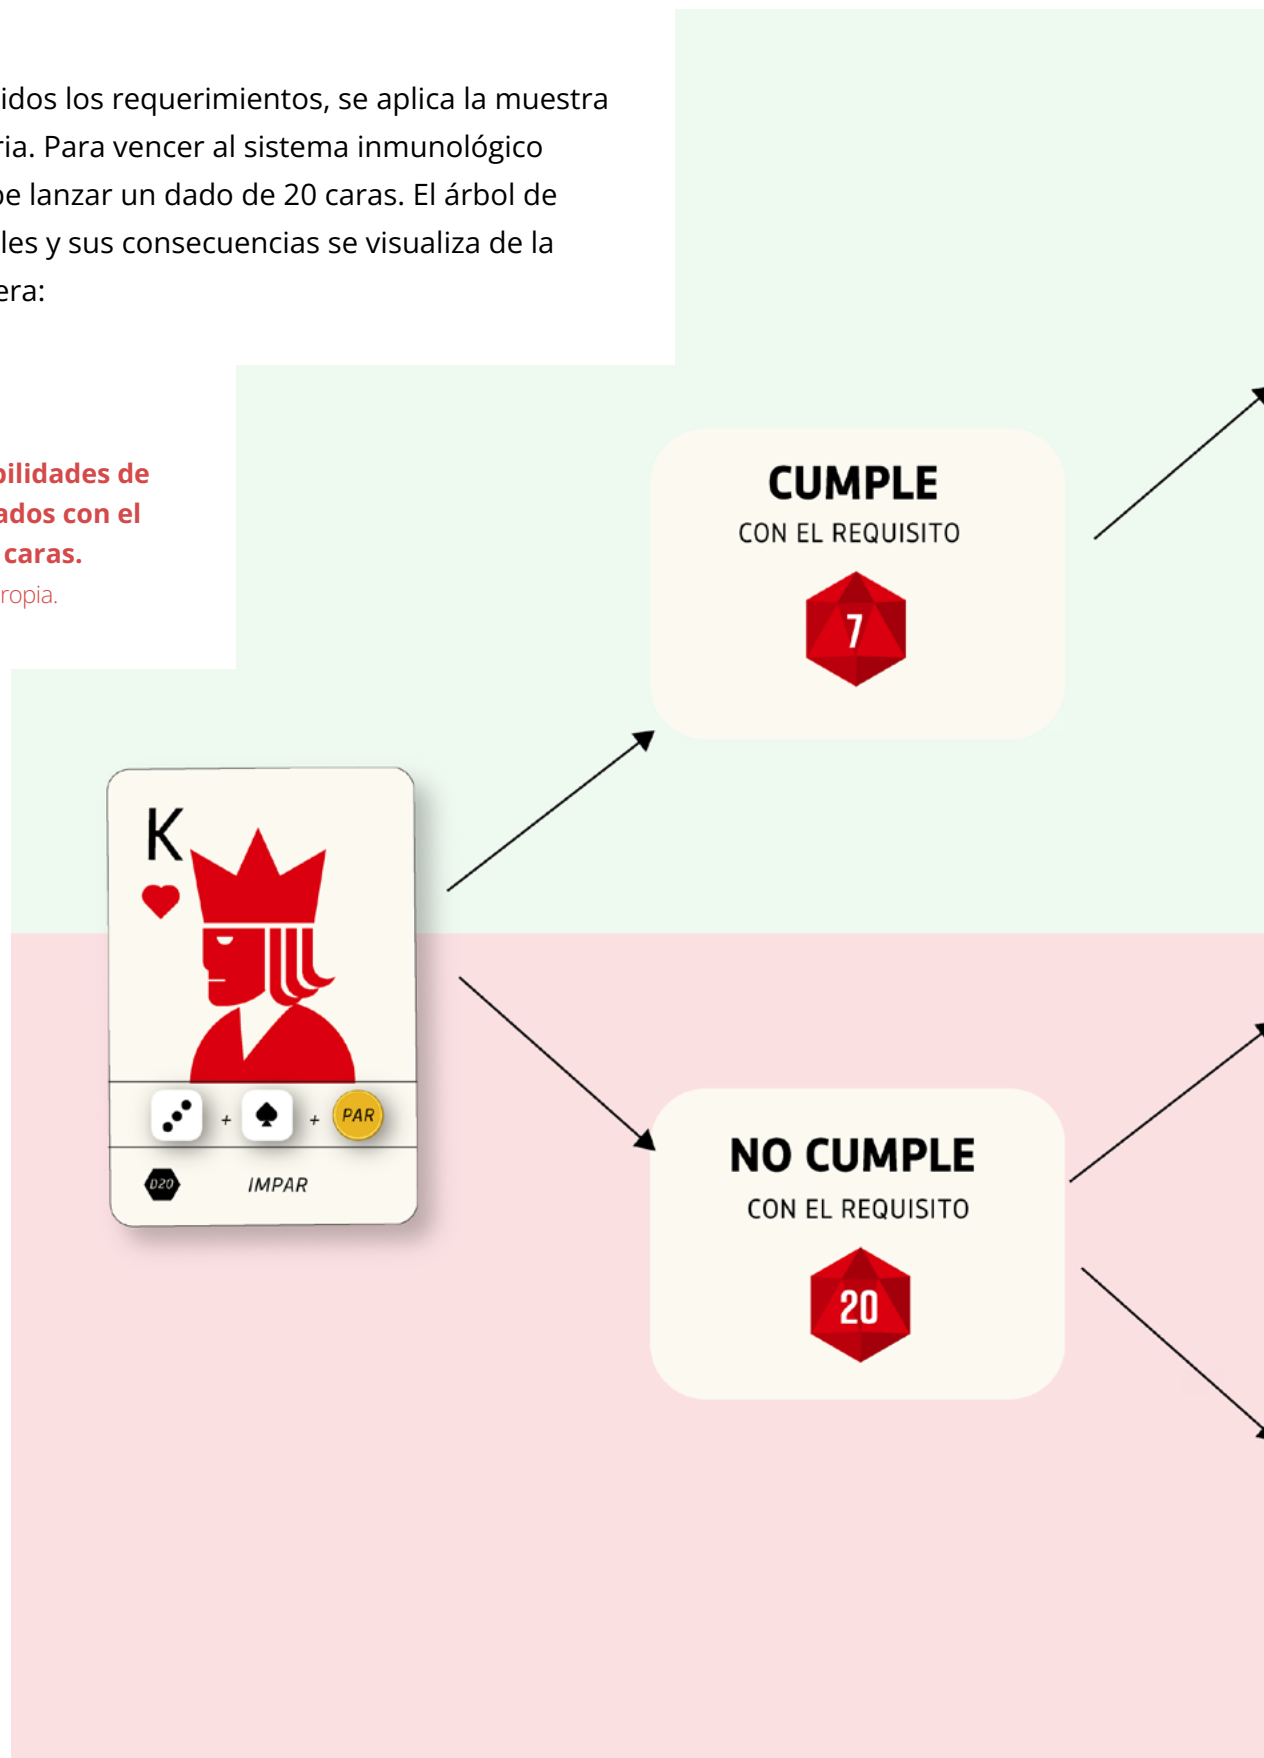 idos los requerimientos, se aplica la muestra
ria. Para vencer al sistema inmunológico
be lanzar un dado de 20 caras. El árbol de
les y sus consecuencias se visualiza de la
era:
bilidades de
ados con el
caras.
ropia.
CUMPLE
CON EL REQUISITO
7
K
+ + PAR
D20 IMPAR
NO CUMPLE
CON EL REQUISITO
20